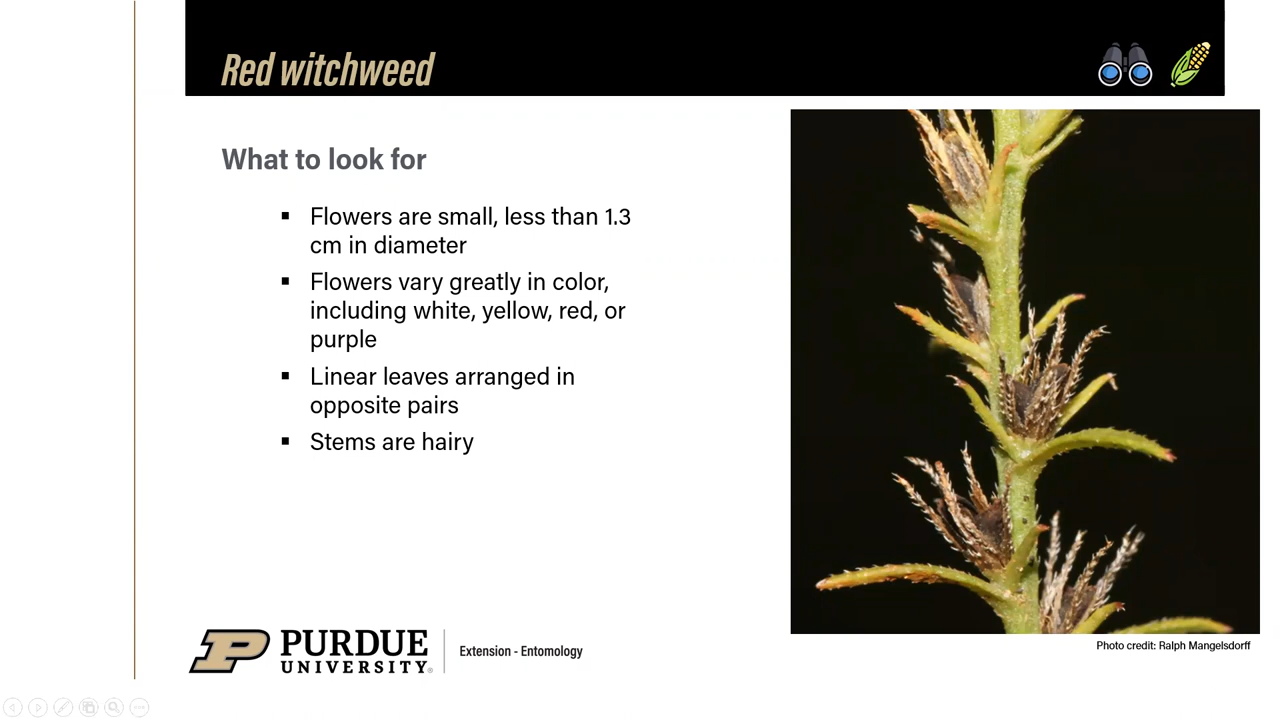 Red witchweed
What to look for
▪ Flowers are small, less than 1.3
cm in diameter
▪ Flowers vary greatly in color,
including white, yellow, red, or
purple
▪ Linear leaves arranged in
opposite pairs
▪ Stems are hairy
Photo credit: Ralph Mangelsdorff
P PURDUE
UNIVERSITY®
Extension - Entomology